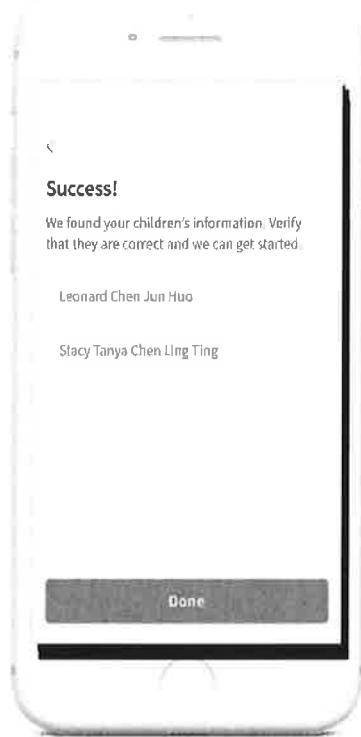 Success!
We found your children's information. Verify
that they are correct and we can get started.
Leonard Chen Jun Huo
Stacy Tanya Chen Ling Ting
Done